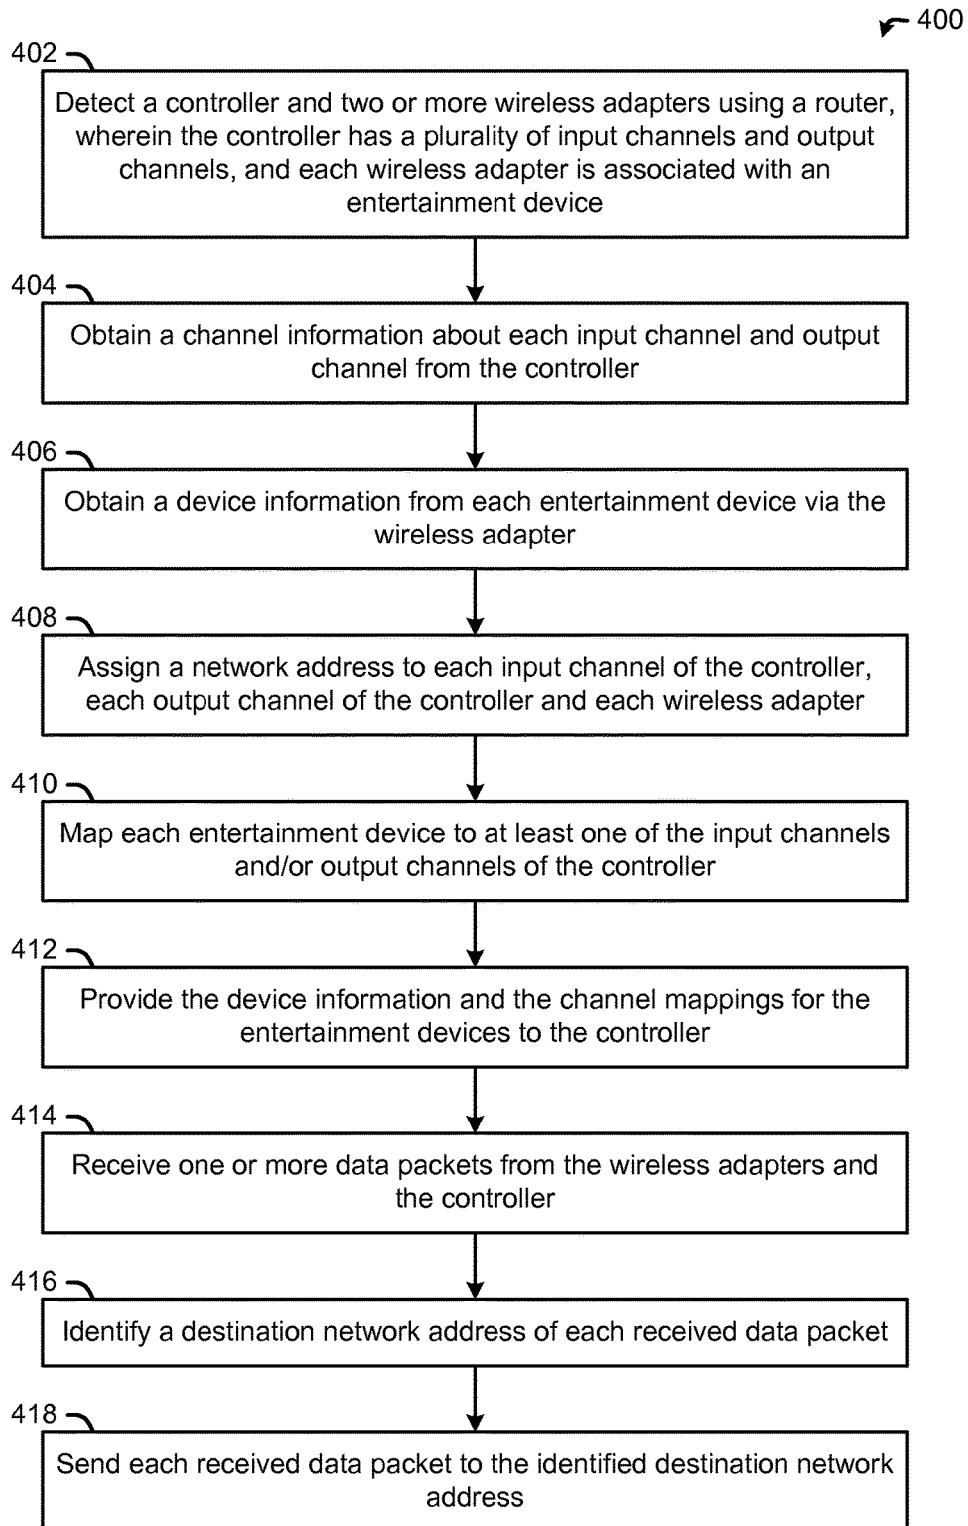 400
402
Detect a controller and two or more wireless adapters using a router,
wherein the controller has a plurality of input channels and output
channels, and each wireless adapter is associated with an
entertainment device
404
Obtain a channel information about each input channel and output
channel from the controller
406
Obtain a device information from each entertainment device via the
wireless adapter
408
Assign a network address to each input channel of the controller,
each output channel of the controller and each wireless adapter
410
Map each entertainment device to at least one of the input channels
and/or output channels of the controller
412
Provide the device information and the channel mappings for the
entertainment devices to the controller
414
Receive one or more data packets from the wireless adapters and
the controller
416
Identify a destination network address of each received data packet
418
Send each received data packet to the identified destination network
address